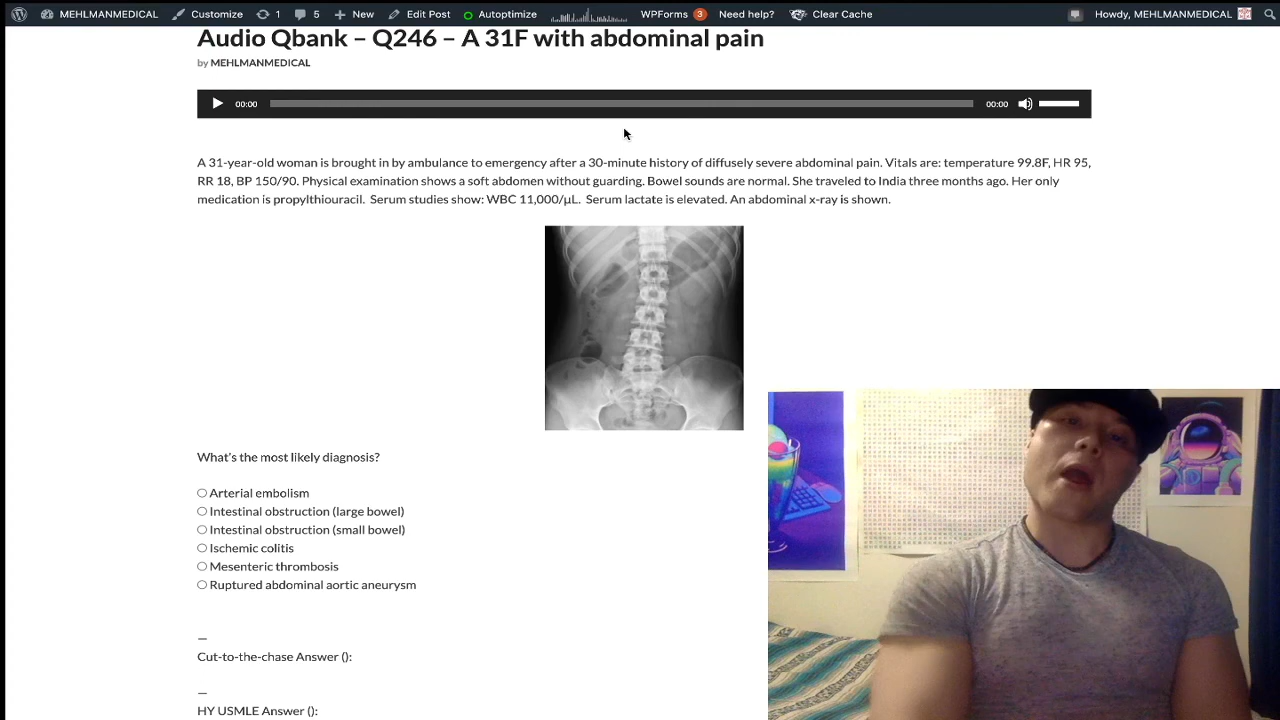 MEHLMANMEDICAL Customize 1 5 New Edit Post Autoptimize WPForms 3 Need help? Clear Cache Howdy, MEHLMANMEDICAL
Audio Qbank – Q246 – A 31F with abdominal pain
by MEHLMANMEDICAL
00:00 00:00
A 31-year-old woman is brought in by ambulance to emergency after a 30-minute history of diffusely severe abdominal pain. Vitals are: temperature 99.8F, HR 95,
RR 18, BP 150/90. Physical examination shows a soft abdomen without guarding. Bowel sounds are normal. She traveled to India three months ago. Her only
medication is propylthiouracil. Serum studies show: WBC 11,000/μL. Serum lactate is elevated. An abdominal x-ray is shown.
What's the most likely diagnosis?
Arterial embolism
Intestinal obstruction (large bowel)
Intestinal obstruction (small bowel)
Ischemic colitis
Mesenteric thrombosis
Ruptured abdominal aortic aneurysm
—
Cut-to-the-chase Answer ():
—
HY USMLE Answer ():